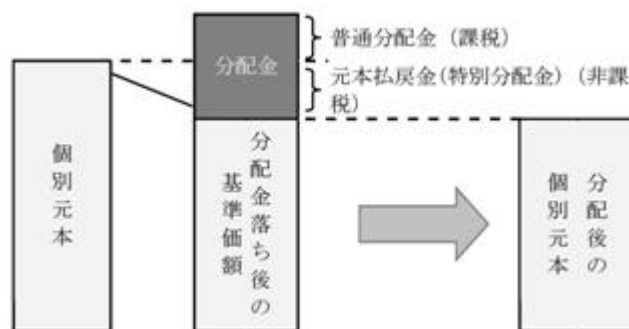 普通分配金（課税）
分配金
元本払戻金(特別分配金)（非課
税）
個別元本
分配金落ち後の
基準価額
分配後の
個別元本